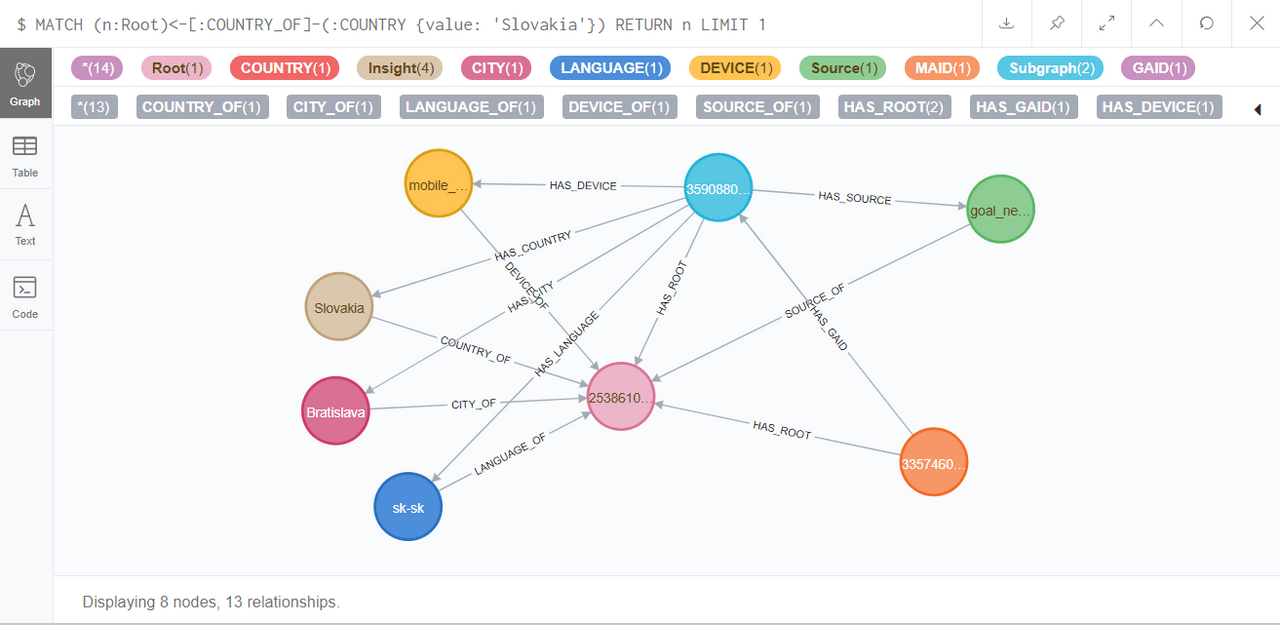 $ MATCH (n:Root)<-[:COUNTRY_OF]-(:COUNTRY {value: 'Slovakia'}) RETURN n LIMIT 1
*(14) Root(1) COUNTRY(1) Insight(4) CITY(1) LANGUAGE(1) DEVICE(1) Source(1) MAID(1) Subgraph(2) GAID(1)
*(13) COUNTRY_OF(1) CITY_OF(1) LANGUAGE_OF(1) DEVICE_OF(1) SOURCE_OF(1) HAS_ROOT(2) HAS_GAID(1) HAS_DEVICE(1)
Graph
Table
Text
Code
mobile_...
HAS_DEVICE
3590880...
HAS_SOURCE
goal_ne...
HAS_COUNTRY
DEVICE_OF
HAS_CITY
HAS_ROOT
SOURCE_OF
HAS_GAID
Slovakia
COUNTRY_OF
HAS_LANGUAGE
Bratislava
CITY_OF
2538610...
HAS_ROOT
LANGUAGE_OF
3357460...
sk-sk
Displaying 8 nodes, 13 relationships.